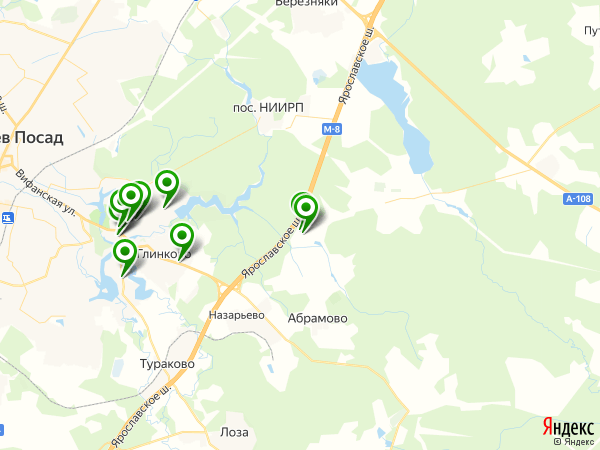 Березняки
Пут
Ярославское ш.
пос. НИИРП
М-8
ев Посад
ш.
Вифанская ул.
А-108
Глинково
Ярославское ш.
Назарьево
Абрамово
Тураково
Ярославское ш.
Лоза
Яндекс
© Яндекс